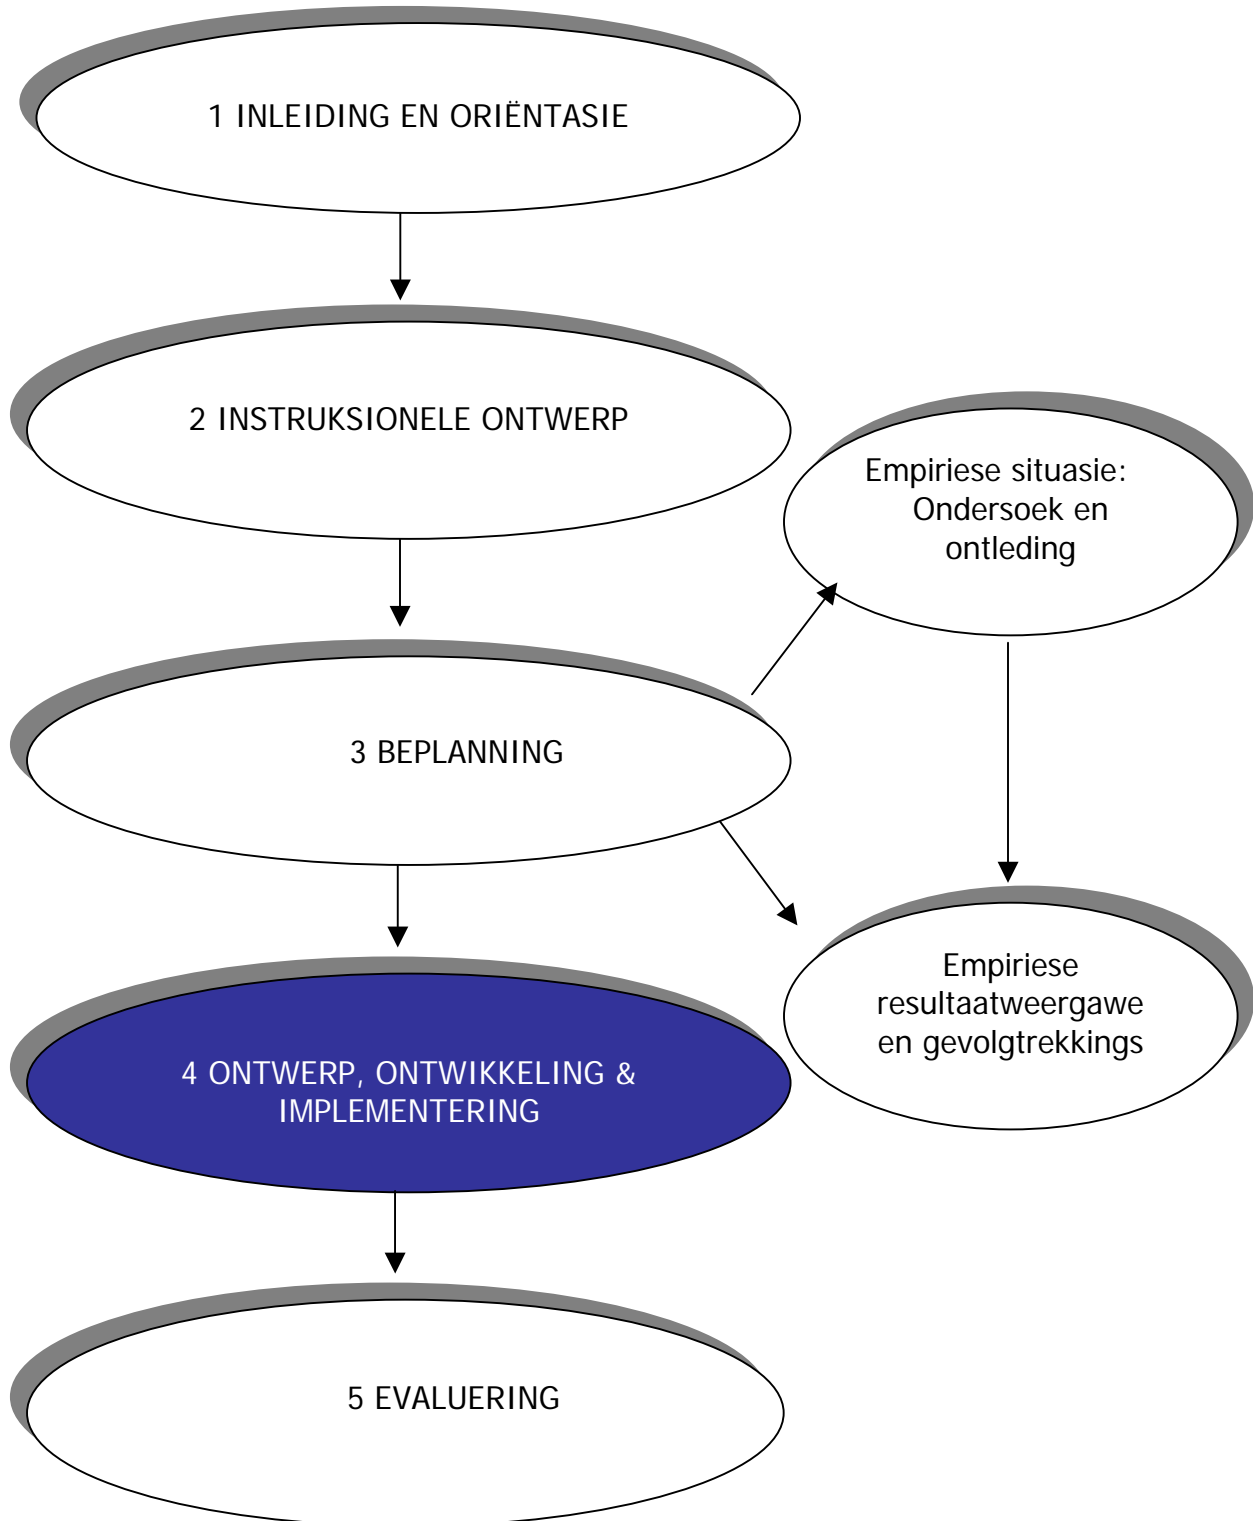 1 INLEIDING EN ORIËNTASIE
2 INSTRUKSIONELE ONTWERP
Empiriese situasie:
Ondersoek en
ontleding
3 BEPLANNING
Empiriese
resultaatweergawe
en gevolgtrekkings
4 ONTWERP, ONTWIKKELING &
IMPLEMENTERING
5 EVALUERING